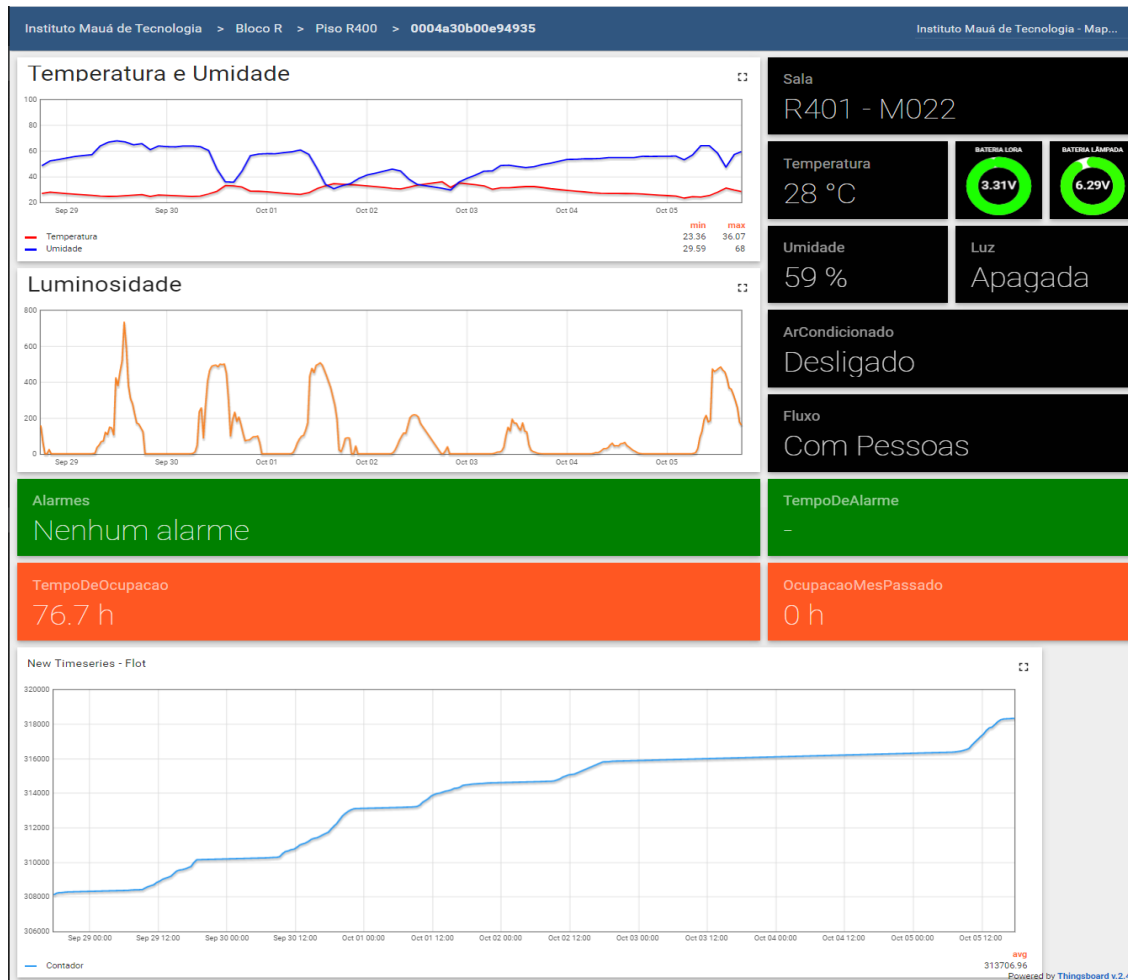 Instituto Mauá de Tecnologia > Bloco R > Piso R400 > 0004a30b00e94935
Instituto Mauá de Tecnologia - Map...
Temperatura e Umidade
100
80
60
40
20
Sep 29 Sep 30 Oct 01 Oct 02 Oct 03 Oct 04 Oct 05
min max
Temperatura 23.36 36.07
Umidade 29.59 68
Sala
R401 - M022
Temperatura
28 °C
BATERIA LORA
3.31V
BATERIA LÂMPADA
6.29V
Umidade
59 %
Luz
Apagada
Luminosidade
800
600
400
200
0
Sep 29 Sep 30 Oct 01 Oct 02 Oct 03 Oct 04 Oct 05
ArCondicionado
Desligado
Fluxo
Com Pessoas
Alarmes
Nenhum alarme
TempoDeAlarme
-
TempoDeOcupacao
76.7 h
OcupacaoMesPassado
0 h
New Timeseries - Flot
320000
318000
316000
314000
312000
310000
308000
306000
Sep 29 00:00 Sep 29 12:00 Sep 30 00:00 Sep 30 12:00 Oct 01 00:00 Oct 01 12:00 Oct 02 00:00 Oct 02 12:00 Oct 03 00:00 Oct 03 12:00 Oct 04 00:00 Oct 04 12:00 Oct 05 00:00 Oct 05 12:00
avg
Contador 313706.96
Powered by Thingsboard v.2.4